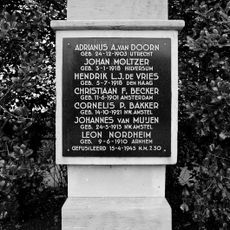 ADRIANUS A. VAN DOORN
GEB. 24-12-1903 UTRECHT
JOHAN MOLTZER
GEB. 3-1-1918 HILVERSUM
HENDRIK L.J. DE VRIES
GEB. 5-7-1918 DEN HAAG
CHRISTIAAN F. BECKER
GEB. 11-6-1901 AMSTERDAM
CORNELIS P. BAKKER
GEB. 14-10-1921 NW. AMSTEL
JOHANNES VAN MUIJEN
GEB. 24-5-1913 NW. AMSTEL
LEON NORDHEIM
GEB. 9-6-1910 ARNHEM
GEFUSILEERD 15-4-1945 N.M. 7.30